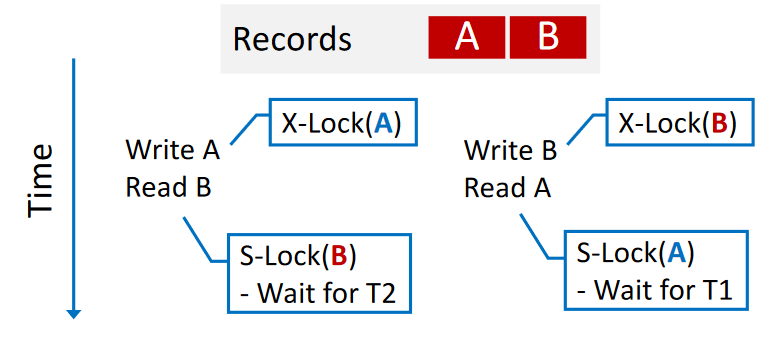 Records A B
Time
X-Lock(A)
Write A
Read B
S-Lock(B)
- Wait for T2
X-Lock(B)
Write B
Read A
S-Lock(A)
- Wait for T1